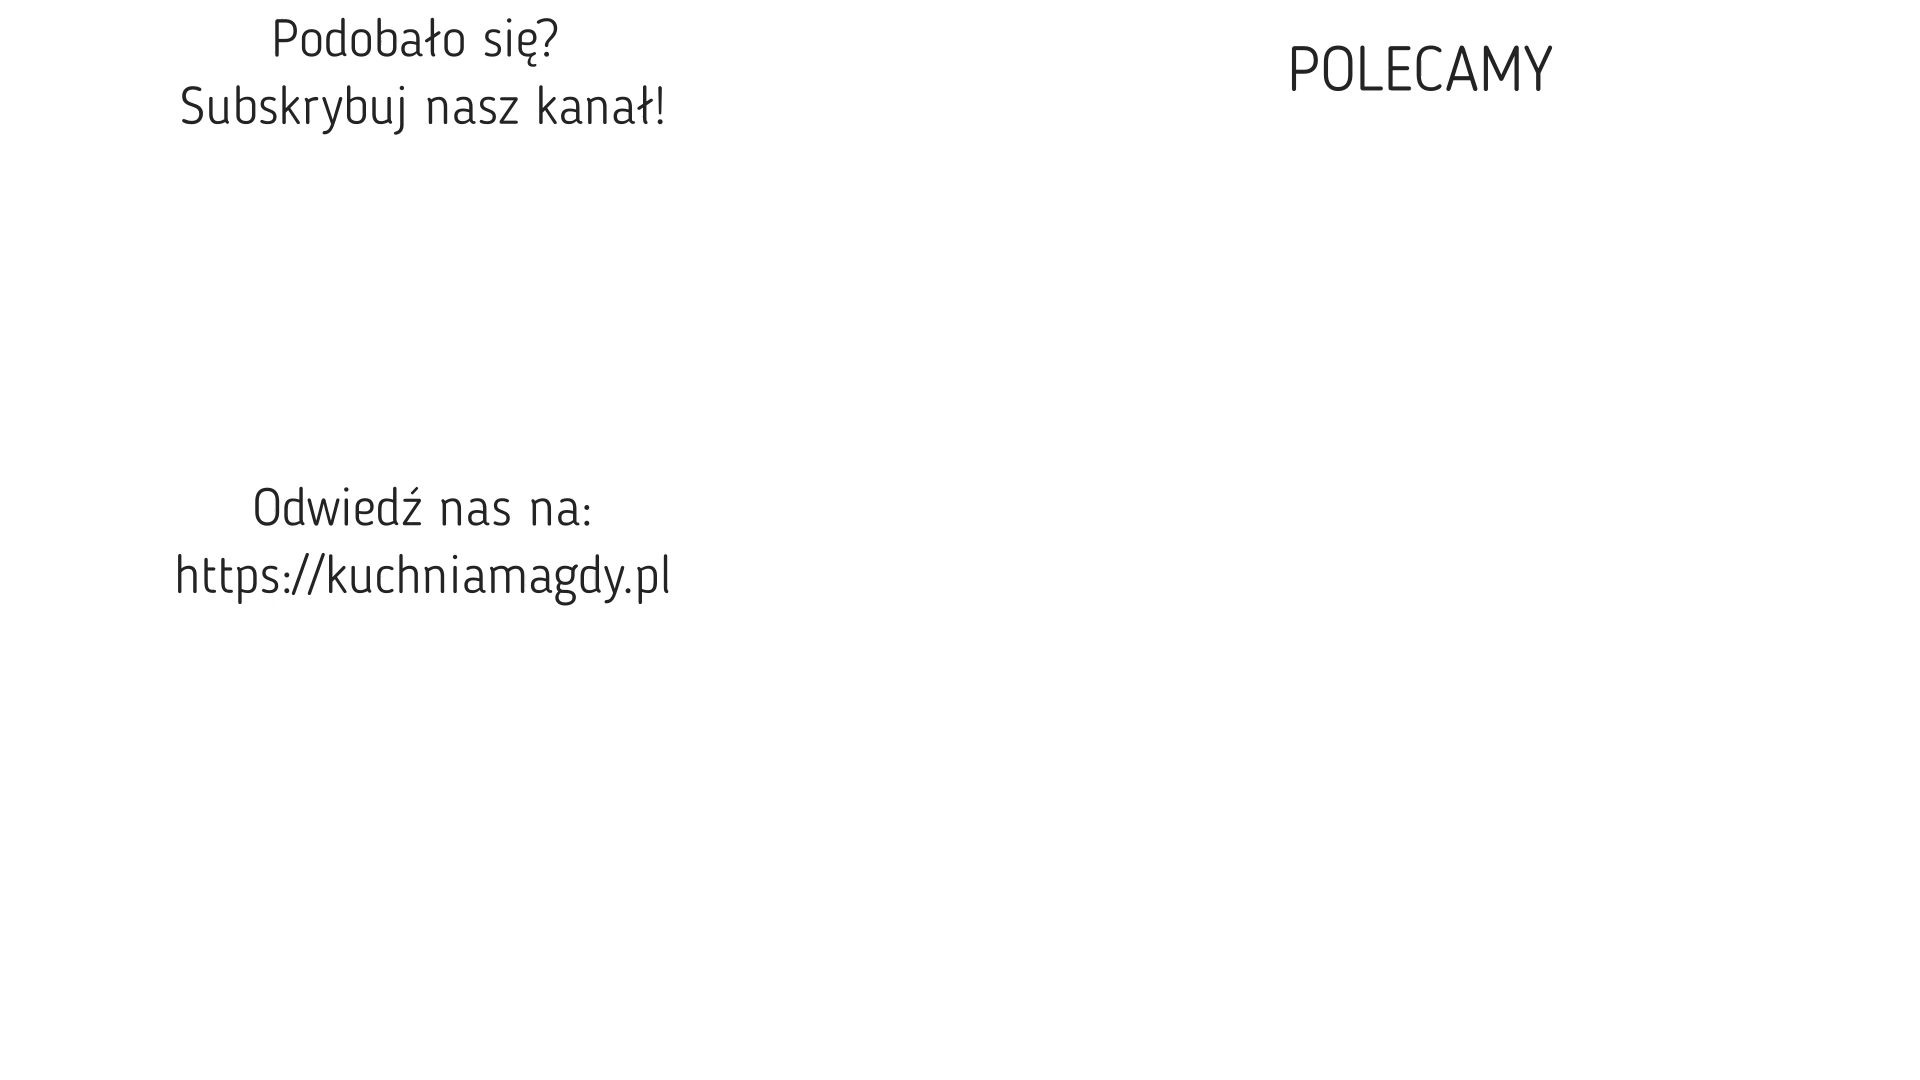 Podobało się?
Subskrybuj nasz kanał!
Odwiedź nas na:
https://kuchniamagdy.pl
POLECAMY